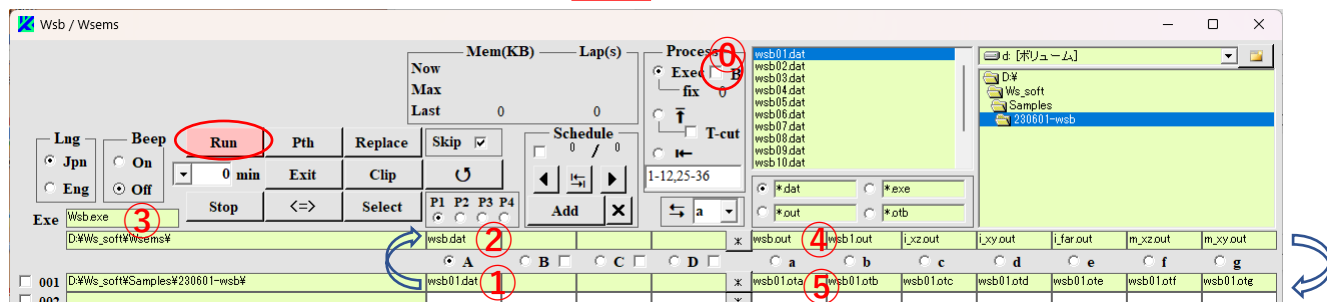 Wsb / Wsems
Mem(KB) Lap(s)
Now
Max
Last 0 0
Process
Exec B
fix 0
T-cut
1-12,25-36
a
wsb01.dat
wsb02.dat
wsb03.dat
wsb04.dat
wsb05.dat
wsb06.dat
wsb07.dat
wsb08.dat
wsb09.dat
wsb10.dat
*.dat *.exe
*.out *.otb
d: [ボリューム]
D:¥
Ws_soft
Samples
230601-wsb
Lng
Jpn
Eng
Beep
On
Off
Run Pth Replace Skip
0 min Exit Clip
Stop <=> Select
P1 P2 P3 P4
Schedule
0 / 0
Add X
Exe Wsb.exe ③
D:¥Ws_soft¥Wsems¥ wsb.dat ② * wsb.out ④ wsb1.out i_xz.out i_xy.out i_far.out m_xz.out m_xy.out
A B C D a b c d e f g
001 D:¥Ws_soft¥Samples¥230601-wsb¥ wsb01.dat ① * wsb01.ota ⑤ wsb01.otb wsb01.otc wsb01.otd wsb01.ote wsb01.otf wsb01.otg
002 *
0